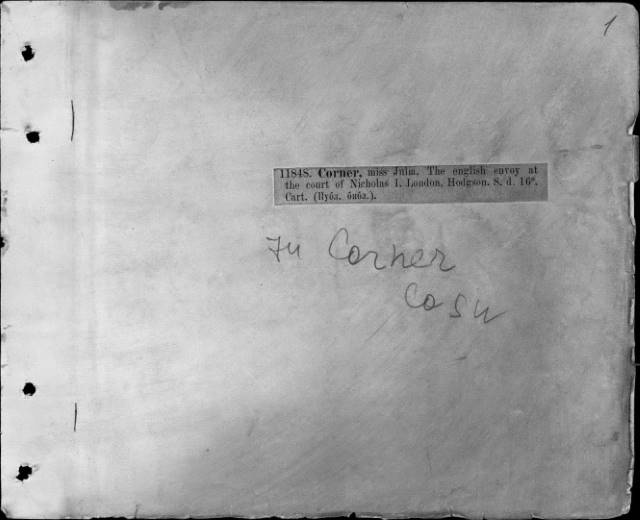 1
11848. Corner, miss Julia. The english envoy at
the court of Nicholas I. London, Hodgson. S. d. 16°.
Cart. (Публ. библ.).
Corner